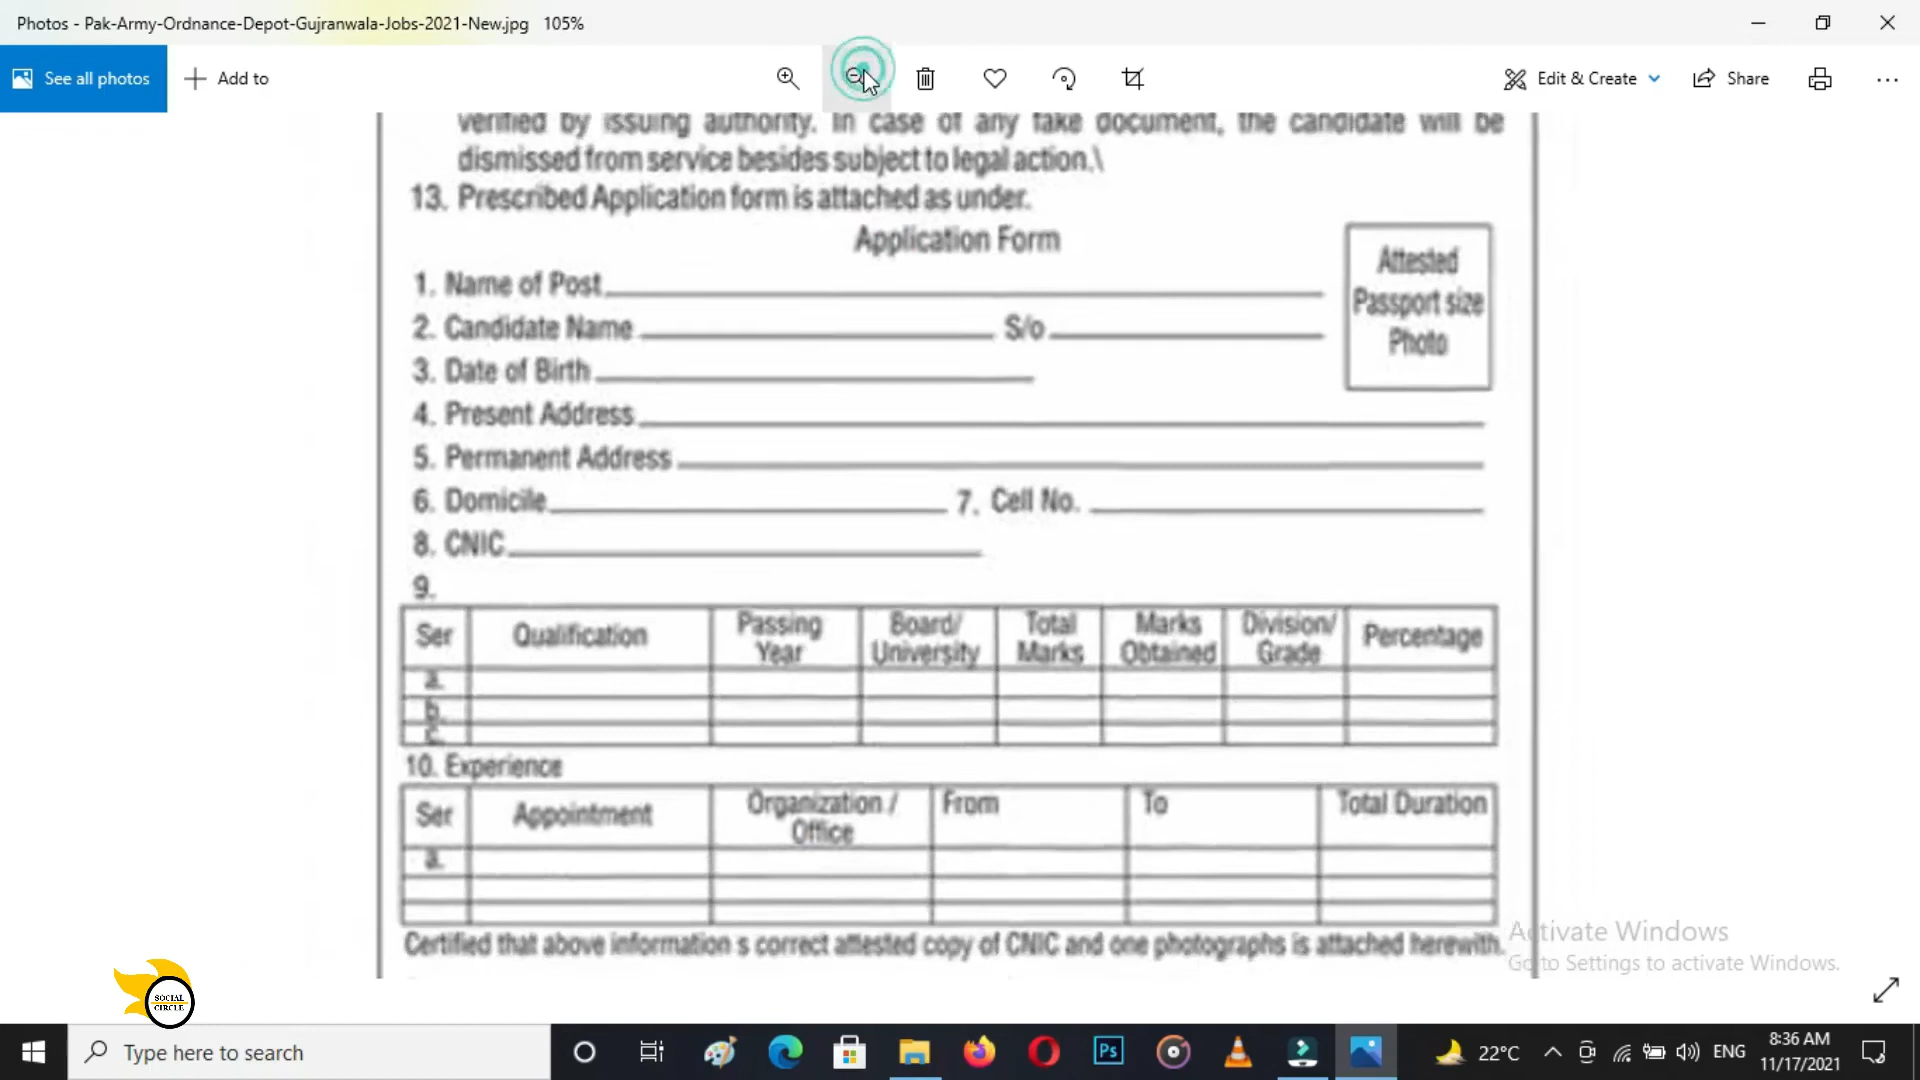 Photos - Pak-Army-Ordnance-Depot-Gujranwala-Jobs-2021-New.jpg 105%
See all photos Add to Edit & Create Share
verified by issuing authority. In case of any fake document, the candidate will be
dismissed from service besides subject to legal action.\
13. Prescribed Application form is attached as under.
Application Form
Attested
Passport size
Photo
1. Name of Post
2. Candidate Name S/o
3. Date of Birth
4. Present Address
5. Permanent Address
6. Domicile 7. Cell No.
8. CNIC
9.
Ser Qualification Passing Year Board/ University Total Marks Marks Obtained Division/ Grade Percentage
a.
b.
c.
10. Experience
Ser Appointment Organization / Office From To Total Duration
a.
Certified that above information s correct attested copy of CNIC and one photographs is attached herewith.
Activate Windows
Go to Settings to activate Windows.
SOCIAL
CIRCLE
Type here to search Ps 22°C ENG 8:36 AM
11/17/2021